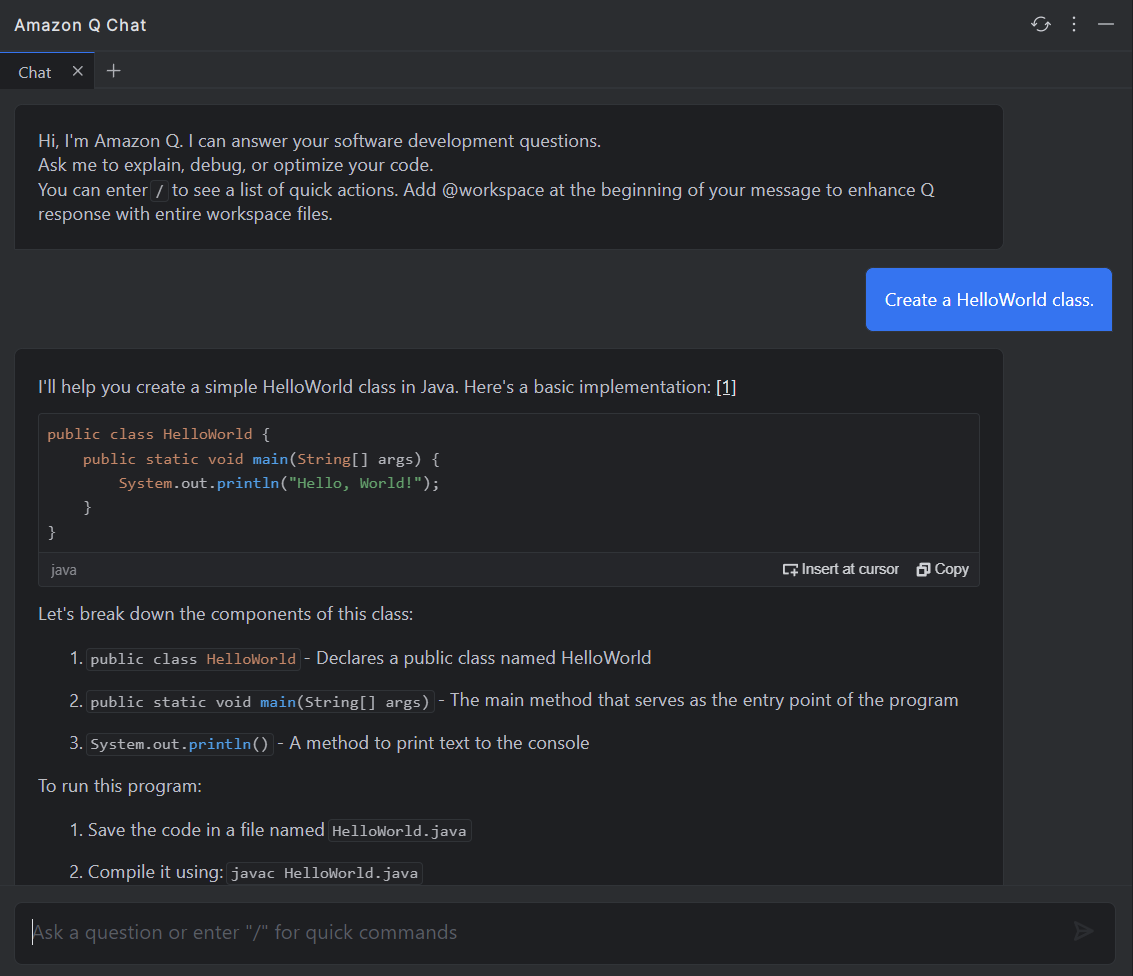 Amazon Q Chat
Chat
Hi, I'm Amazon Q. I can answer your software development questions.
Ask me to explain, debug, or optimize your code.
You can enter / to see a list of quick actions. Add @workspace at the beginning of your message to enhance Q
response with entire workspace files.
Create a HelloWorld class.
I'll help you create a simple HelloWorld class in Java. Here's a basic implementation: [1]
public class HelloWorld {
    public static void main(String[] args) {
        System.out.println("Hello, World!");
    }
}
java Insert at cursor Copy
Let's break down the components of this class:
1. public class HelloWorld - Declares a public class named HelloWorld
2. public static void main(String[] args) - The main method that serves as the entry point of the program
3. System.out.println() - A method to print text to the console
To run this program:
1. Save the code in a file named HelloWorld.java
2. Compile it using: javac HelloWorld.java
Ask a question or enter "/" for quick commands